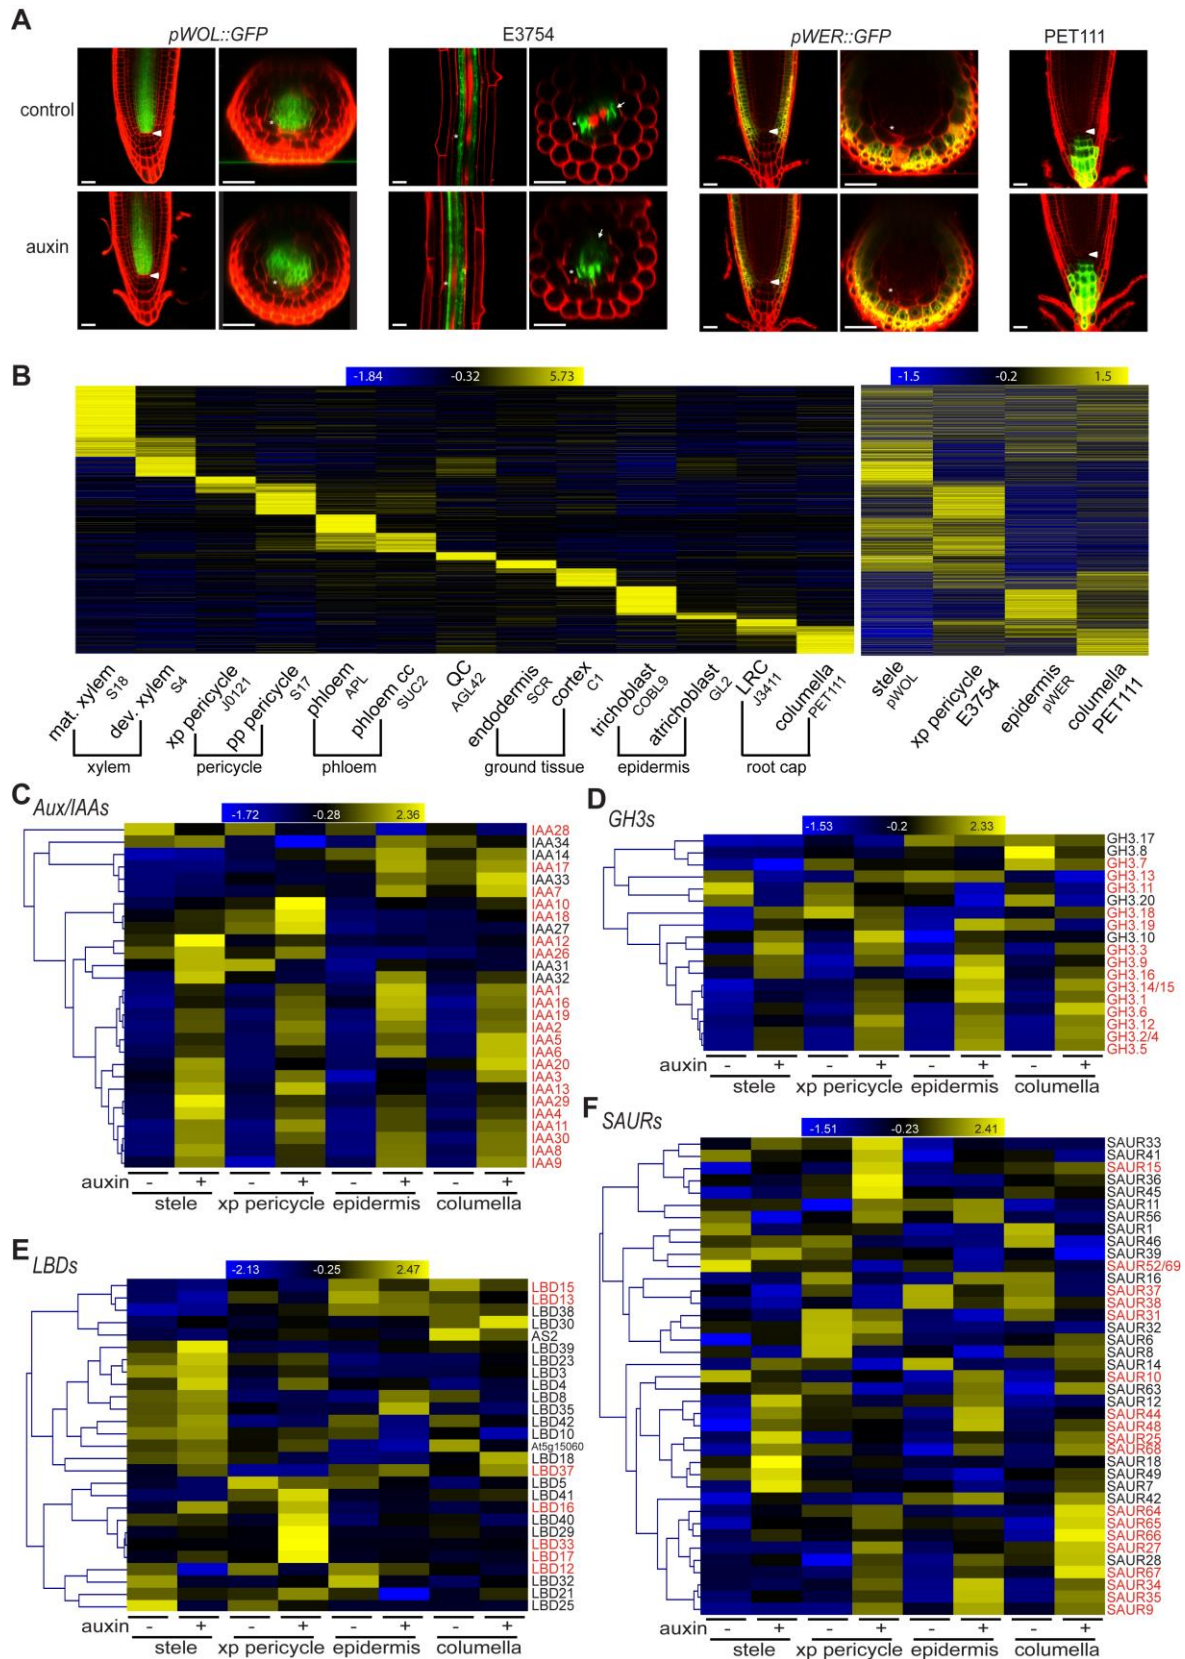 A
pWOL::GFP
E3754
pWER::GFP
PET111
control
auxin
B
-1.84 -0.32 5.73
-1.5 -0.2 1.5
mat. xylem S18
dev. xylem S4
xp pericycle J0121
pp pericycle S17
phloem APL
phloem cc SUC2
QC AGL42
endodermis SCR
cortex C1
trichoblast COBL9
atrichoblast GL2
LRC J3411
columella PET111
stele pWOL
xp pericycle E3754
epidermis pWER
columella PET111
xylem
pericycle
phloem
ground tissue
epidermis
root cap
C
Aux/IAAs
-1.72 -0.28 2.36
IAA28
IAA34
IAA14
IAA17
IAA33
IAA7
IAA10
IAA18
IAA27
IAA12
IAA26
IAA31
IAA32
IAA1
IAA16
IAA19
IAA2
IAA5
IAA6
IAA20
IAA3
IAA13
IAA29
IAA4
IAA11
IAA30
IAA8
IAA9
auxin - + - + - + - +
stele xp pericycle epidermis columella
D
GH3s
-1.53 -0.2 2.33
GH3.17
GH3.8
GH3.7
GH3.13
GH3.11
GH3.20
GH3.18
GH3.19
GH3.10
GH3.3
GH3.9
GH3.16
GH3.14/15
GH3.1
GH3.6
GH3.12
GH3.2/4
GH3.5
auxin - + - + - + - +
stele xp pericycle epidermis columella
E
LBDs
-2.13 -0.25 2.47
LBD15
LBD13
LBD38
LBD30
AS2
LBD39
LBD23
LBD3
LBD4
LBD8
LBD35
LBD42
LBD10
At5g15060
LBD18
LBD37
LBD5
LBD41
LBD16
LBD40
LBD29
LBD33
LBD17
LBD12
LBD32
LBD21
LBD25
auxin - + - + - + - +
stele xp pericycle epidermis columella
F
SAURs
-1.51 -0.23 2.41
SAUR33
SAUR41
SAUR15
SAUR36
SAUR45
SAUR11
SAUR56
SAUR1
SAUR46
SAUR39
SAUR52/69
SAUR16
SAUR37
SAUR38
SAUR31
SAUR32
SAUR6
SAUR8
SAUR14
SAUR10
SAUR63
SAUR12
SAUR44
SAUR48
SAUR25
SAUR68
SAUR18
SAUR49
SAUR7
SAUR42
SAUR64
SAUR65
SAUR66
SAUR27
SAUR28
SAUR67
SAUR34
SAUR35
SAUR9
auxin - + - + - + - +
stele xp pericycle epidermis columella